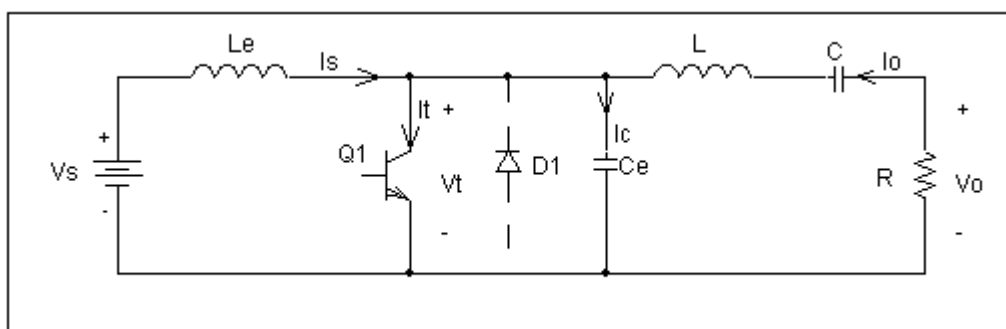 Le
Is
L
C
Io
+
It
+
+
Ic
Vs
Q1
Vt
D1
Ce
R
Vo
-
-
-